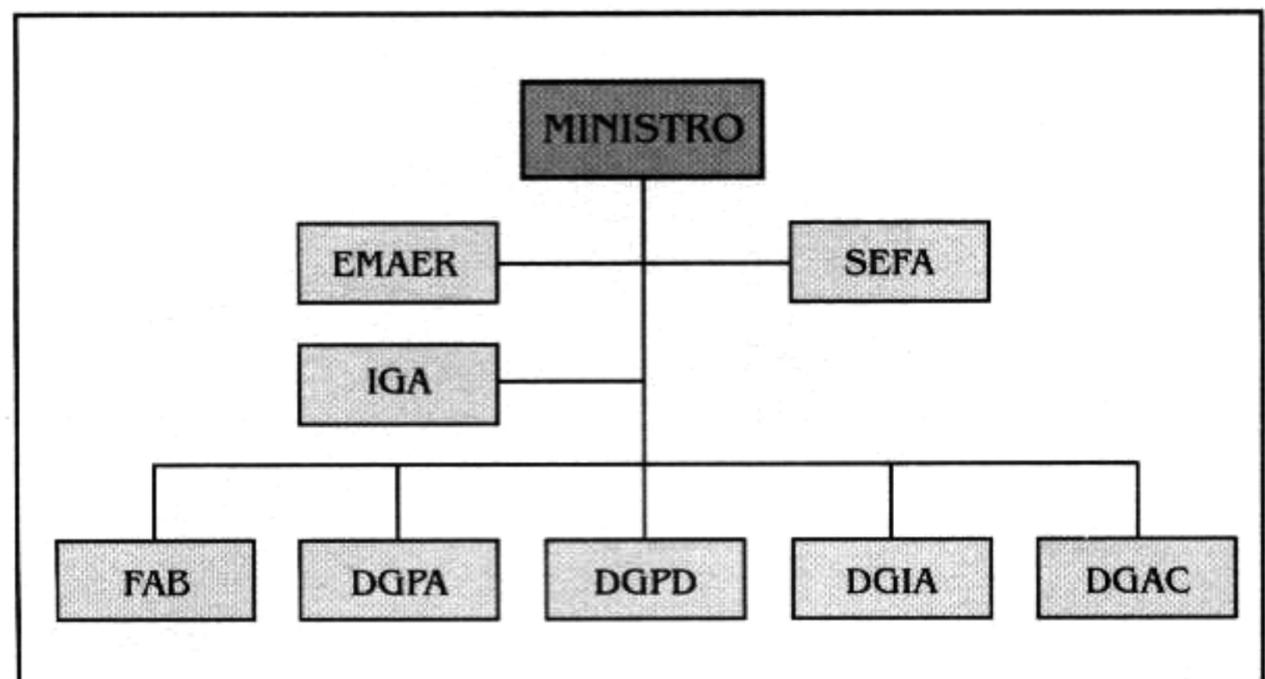 MINISTRO
EMAER
SEFA
IGA
FAB
DGPA
DGPD
DGIA
DGAC